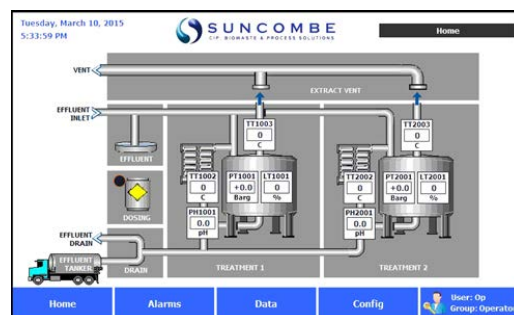 Tuesday, March 10, 2015
5:33:59 PM
SUNCOMBE
CIP, BIOWASTE & PROCESS SOLUTIONS
Home
VENT
EXTRACT VENT
EFFLUENT
INLET
EFFLUENT
DOSING
EFFLUENT
DRAIN
EFFLUENT
TANKER
DRAIN
TT1003
0
C
TT1002
0
C
PT1001
+0.0
Barg
LT1001
0
%
PH1001
0.0
pH
TREATMENT 1
TT2003
0
C
TT2002
0
C
PT2001
+0.0
Barg
LT2001
0
%
PH2001
0.0
pH
TREATMENT 2
Home
Alarms
Data
Config
User: Op
Group: Operator